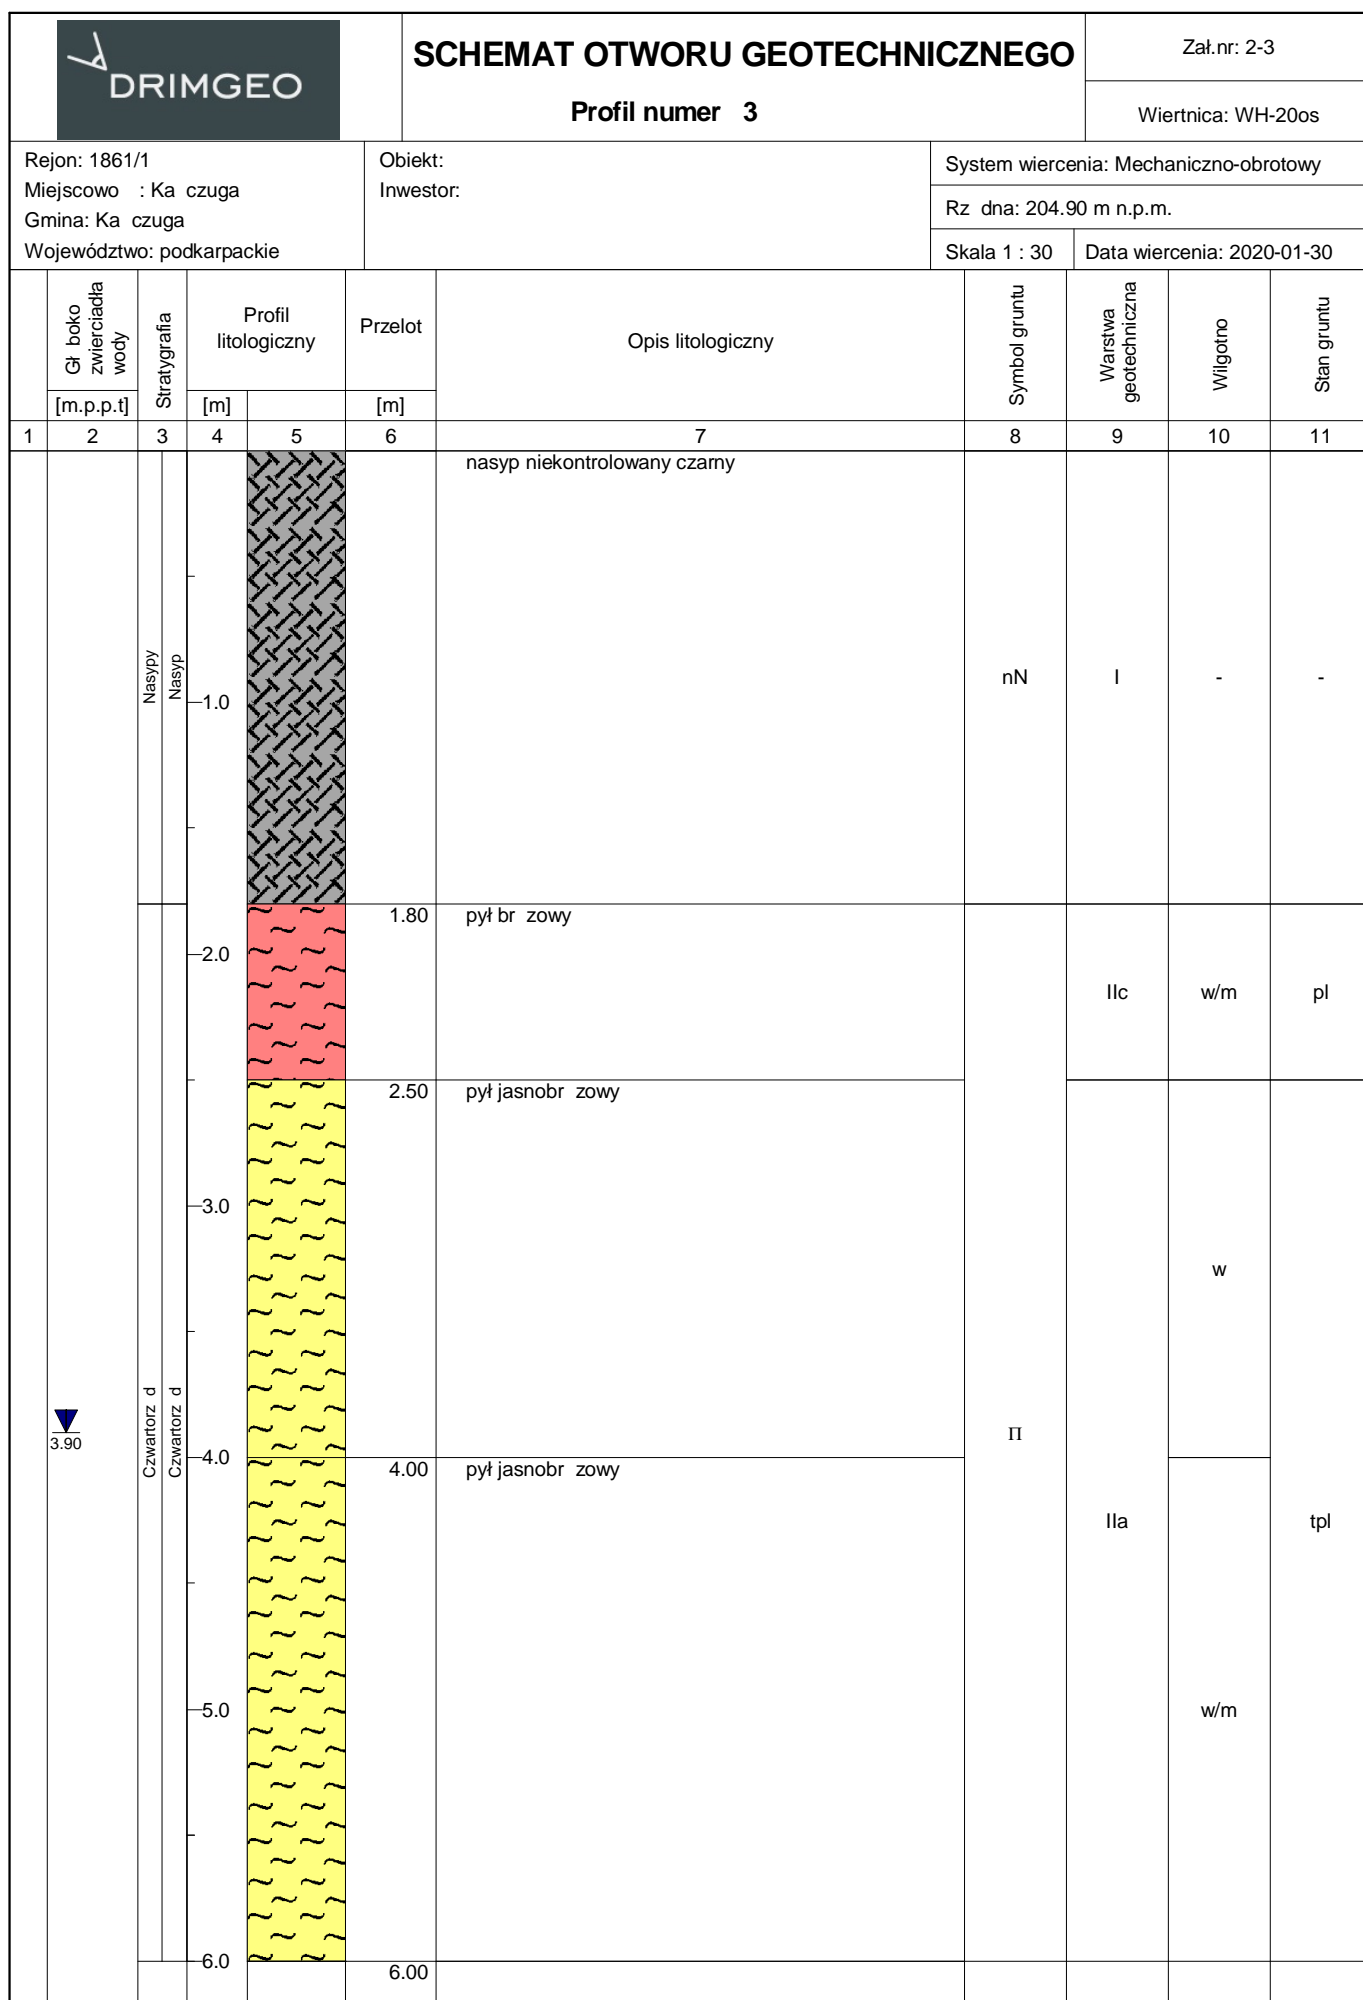 DRIMGEO
SCHEMAT OTWORU GEOTECHNICZNEGO
Profil numer 3
Zał.nr: 2-3
Wiertnica: WH-20os
Rejon: 1861/1
Miejscowo : Ka czuga
Gmina: Ka czuga
Województwo: podkarpackie
Obiekt:
Inwestor:
System wiercenia: Mechaniczno-obrotowy
Rz dna: 204.90 m n.p.m.
Skala 1 : 30
Data wiercenia: 2020-01-30
Gł boko
zwierciadła
wody
[m.p.p.t]
Stratygrafia
Profil
litologiczny
[m]
Przelot
[m]
Opis litologiczny
Symbol gruntu
Warstwa
geotechniczna
Wilgotno
Stan gruntu
1 2 3 4 5 6 7 8 9 10 11
nasyp niekontrolowany czarny
Nasypy
Nasyp
1.0
nN I - -
1.80 pył br zowy
2.0
IIc w/m pl
2.50 pył jasnobr zowy
3.0
w
Czwartorz d
Czwartorz d
3.90
Π
4.0
4.00 pył jasnobr zowy
IIa tpl
5.0
w/m
6.0
6.00